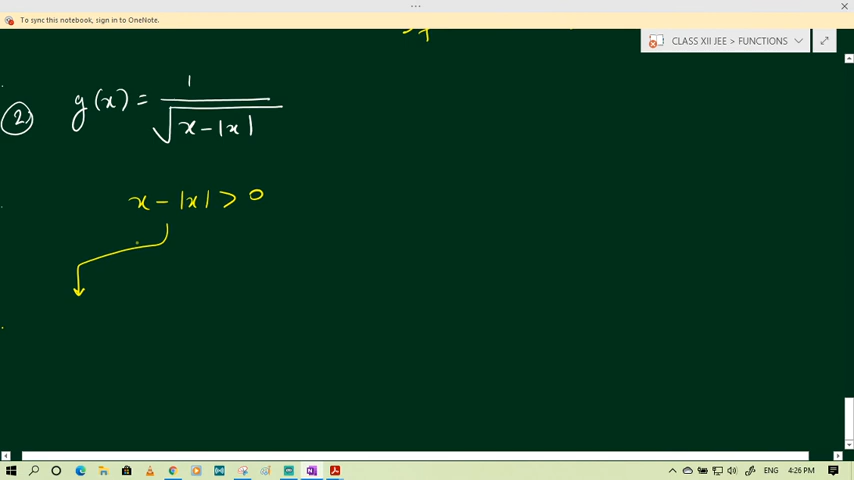 To sync this notebook, sign in to OneNote.
CLASS XII JEE > FUNCTIONS
② g(x) = 1 / √(x - |x|)
x - |x| > 0
ENG 4:26 PM